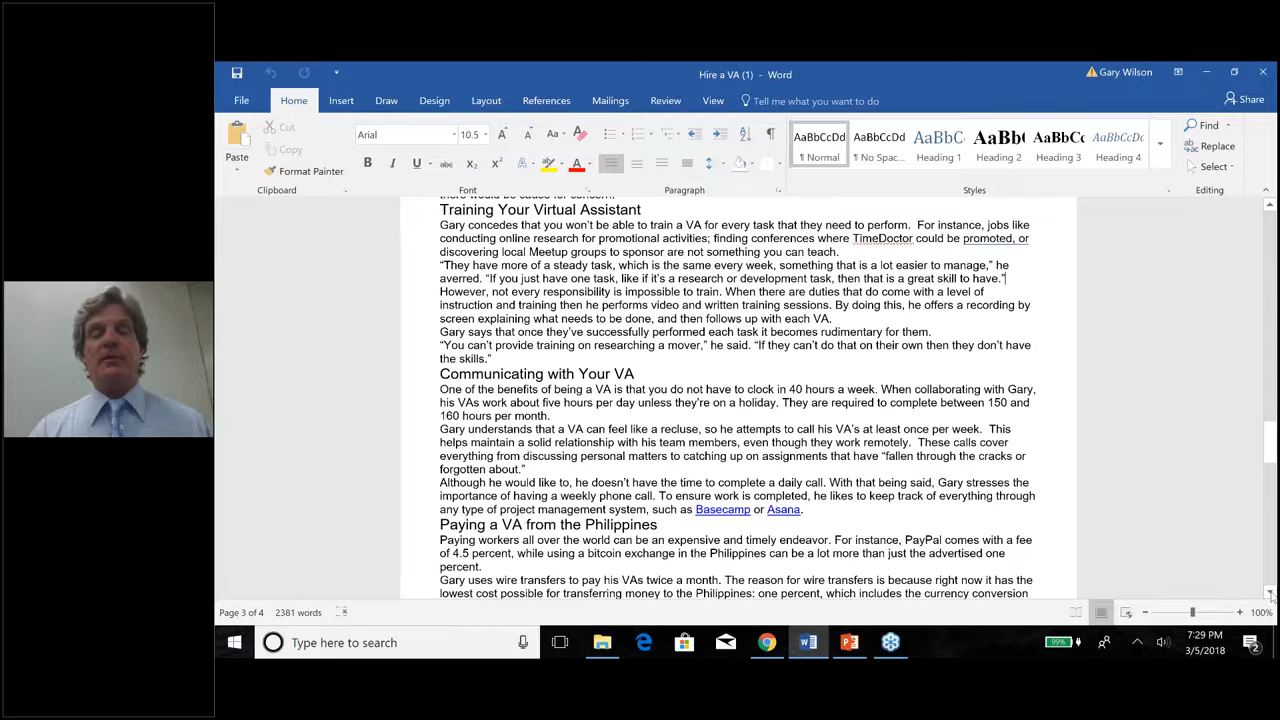 Hire a VA (1) - Word
Gary Wilson
File Home Insert Draw Design Layout References Mailings Review View Tell me what you want to do Share
Paste
Cut
Copy
Format Painter
Clipboard
Arial 10.5
Font
Paragraph
AaBbCcDd AaBbCcDd AaBbC AaBb AaBbCc AaBbCcDc
¶ Normal ¶ No Spac... Heading 1 Heading 2 Heading 3 Heading 4
Styles
Find
Replace
Select
Editing
there would be cause for concern.
Training Your Virtual Assistant
Gary concedes that you won't be able to train a VA for every task that they need to perform. For instance, jobs like
conducting online research for promotional activities; finding conferences where TimeDoctor could be promoted, or
discovering local Meetup groups to sponsor are not something you can teach.
“They have more of a steady task, which is the same every week, something that is a lot easier to manage,” he
averred. “If you just have one task, like if it's a research or development task, then that is a great skill to have.”
However, not every responsibility is impossible to train. When there are duties that do come with a level of
instruction and training then he performs video and written training sessions. By doing this, he offers a recording by
screen explaining what needs to be done, and then follows up with each VA.
Gary says that once they've successfully performed each task it becomes rudimentary for them.
“You can't provide training on researching a mover,” he said. “If they can't do that on their own then they don't have
the skills.”
Communicating with Your VA
One of the benefits of being a VA is that you do not have to clock in 40 hours a week. When collaborating with Gary,
his VAs work about five hours per day unless they're on a holiday. They are required to complete between 150 and
160 hours per month.
Gary understands that a VA can feel like a recluse, so he attempts to call his VA's at least once per week. This
helps maintain a solid relationship with his team members, even though they work remotely. These calls cover
everything from discussing personal matters to catching up on assignments that have “fallen through the cracks or
forgotten about.”
Although he would like to, he doesn't have the time to complete a daily call. With that being said, Gary stresses the
importance of having a weekly phone call. To ensure work is completed, he likes to keep track of everything through
any type of project management system, such as Basecamp or Asana.
Paying a VA from the Philippines
Paying workers all over the world can be an expensive and timely endeavor. For instance, PayPal comes with a fee
of 4.5 percent, while using a bitcoin exchange in the Philippines can be a lot more than just the advertised one
percent.
Gary uses wire transfers to pay his VAs twice a month. The reason for wire transfers is because right now it has the
lowest cost possible for transferring money to the Philippines: one percent, which includes the currency conversion
Page 3 of 4 2381 words 100%
Type here to search
99%
7:29 PM
3/5/2018
2